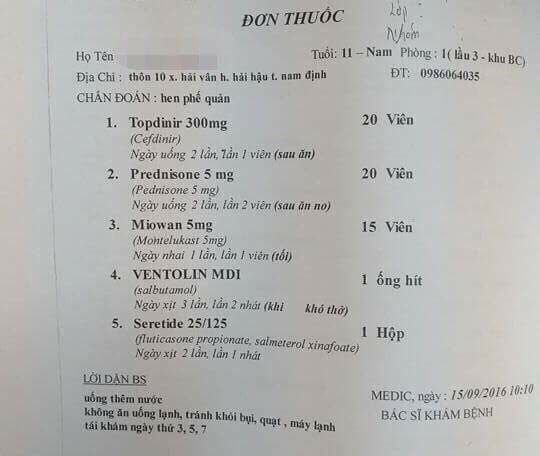 Lớp
Nhóm
ĐƠN THUỐC
Họ Tên
Tuổi: 11 – Nam Phòng : 1( lầu 3 - khu BC)
Địa Chỉ : thôn 10 x. hải vân h. hải hậu t. nam định ĐT: 0986064035
CHẨN ĐOÁN : hen phế quản
1. Topdinir 300mg 20 Viên
(Cefdinir)
Ngày uống 2 lần, lần 1 viên (sau ăn)
2. Prednisone 5 mg 20 Viên
(Pednisone 5 mg)
Ngày uống 2 lần, lần 2 viên (sau ăn no)
3. Miowan 5mg 15 Viên
(Montelukast 5mg)
Ngày nhai 1 lần, lần 1 viên (tối)
4. VENTOLIN MDI 1 ống hít
(salbutamol)
Ngày xịt 3 lần, lần 2 nhát (khi khó thở)
5. Seretide 25/125 1 Hộp
(fluticasone propionate, salmeterol xinafoate)
Ngày xịt 2 lần, lần 1 nhát
LỜI DẶN BS
uống thêm nước
không ăn uống lạnh, tránh khói bụi, quạt , máy lạnh
tái khám ngày thứ 3, 5, 7
MEDIC, ngày : 15/09/2016 10:10
BÁC SĨ KHÁM BỆNH